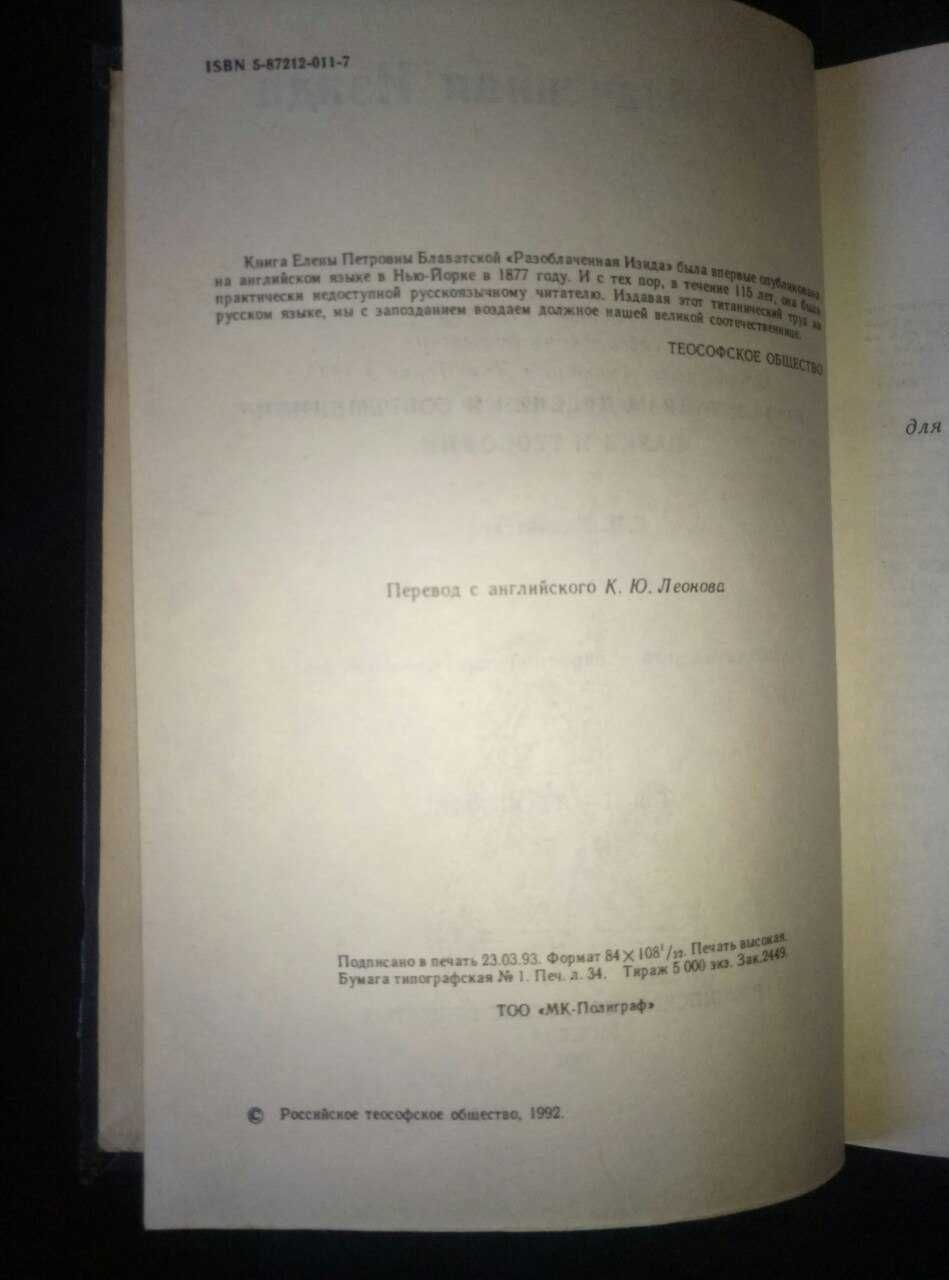 ISBN 5-87212-011-7
Книга Елены Петровны Блаватской «Разоблаченная Изида» была впервые опубликована
на английском языке в Нью-Йорке в 1877 году. И с тех пор, в течение 115 лет, она была
практически недоступной русскоязычному читателю. Издавая этот титанический труд на
русском языке, мы с запозданием воздаем должное нашей великой соотечественнице.
ТЕОСОФСКОЕ ОБЩЕСТВО
для
Перевод с английского К. Ю. Леонова
Подписано в печать 23.03.93. Формат 84×108¹/₃₂. Печать высокая.
Бумага типографская № 1. Печ. л. 34. Тираж 5 000 экз. Зак.2449.
ТОО «МК-Полиграф»
© Российское теософское общество, 1992.